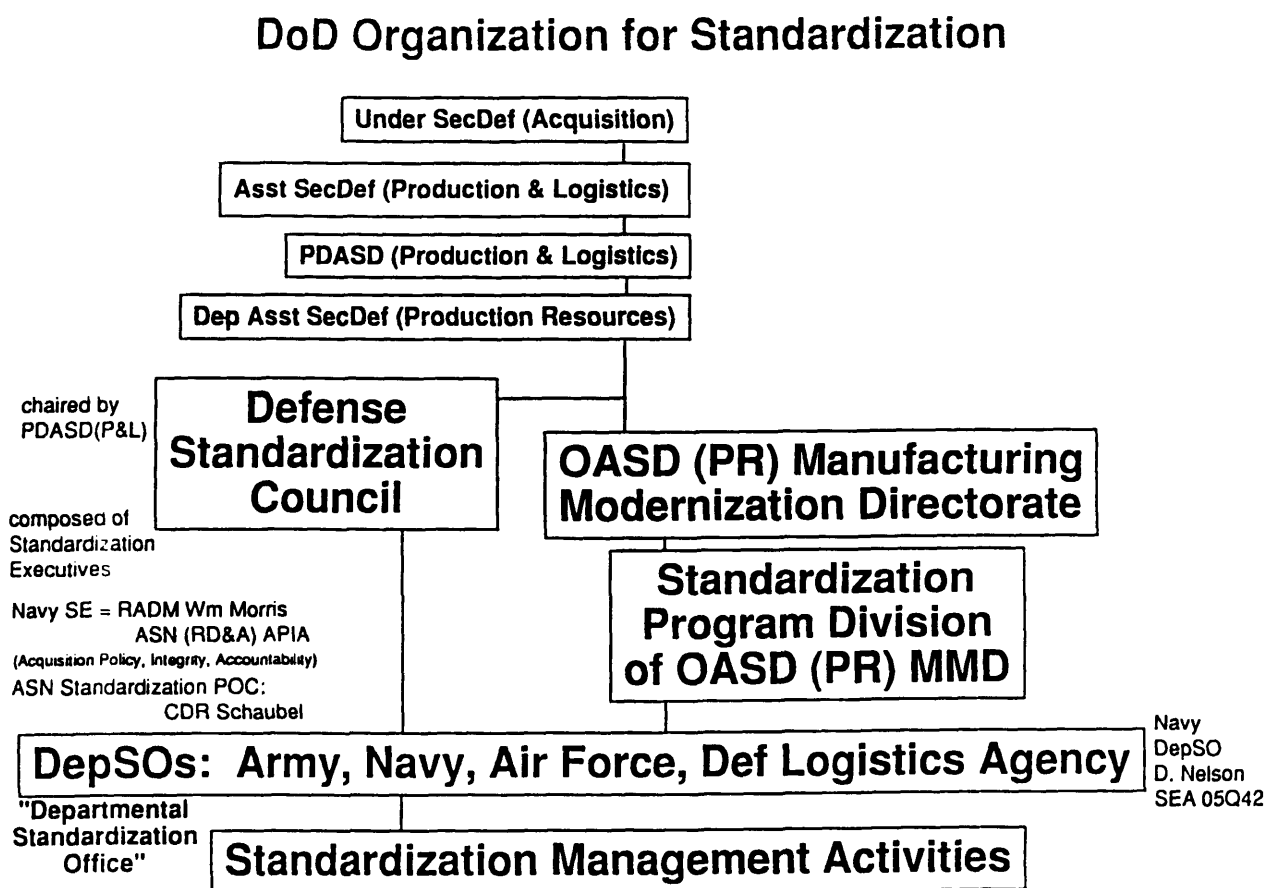 DoD Organization for Standardization
Under SecDef (Acquisition)
Asst SecDef (Production & Logistics)
PDASD (Production & Logistics)
Dep Asst SecDef (Production Resources)
chaired by
PDASD(P&L)
Defense
Standardization
Council
OASD (PR) Manufacturing
Modernization Directorate
composed of
Standardization
Executives
Standardization
Program Division
of OASD (PR) MMD
Navy SE = RADM Wm Morris
ASN (RD&A) APIA
(Acquisition Policy, Integrity, Accountability)
ASN Standardization POC:
CDR Schaubel
DepSOs: Army, Navy, Air Force, Def Logistics Agency
Navy
DepSO
D. Nelson
SEA 05Q42
"Departmental
Standardization
Office"
Standardization Management Activities